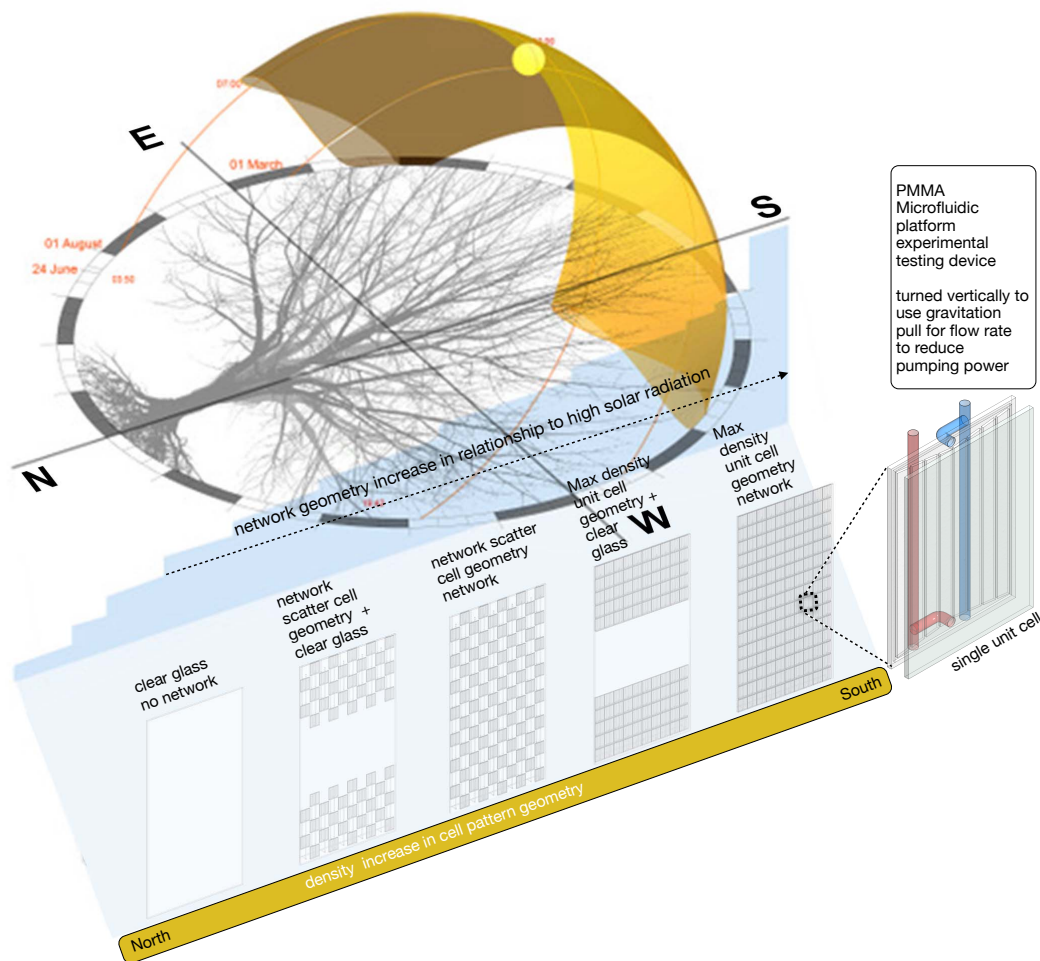 07:00
E
01 March
S
01 August
24 June
03:50
PMMA
Microfluidic
platform
experimental
testing device
turned vertically to
use gravitation
pull for flow rate
to reduce
pumping power
N
network geometry increase in relationship to high solar radiation
W
clear glass
no network
network
scatter cell
geometry +
clear glass
network scatter
cell geometry
network
Max density
unit cell
geometry +
clear
glass
Max
density
unit cell
geometry
network
single unit cell
North
density increase in cell pattern geometry
South